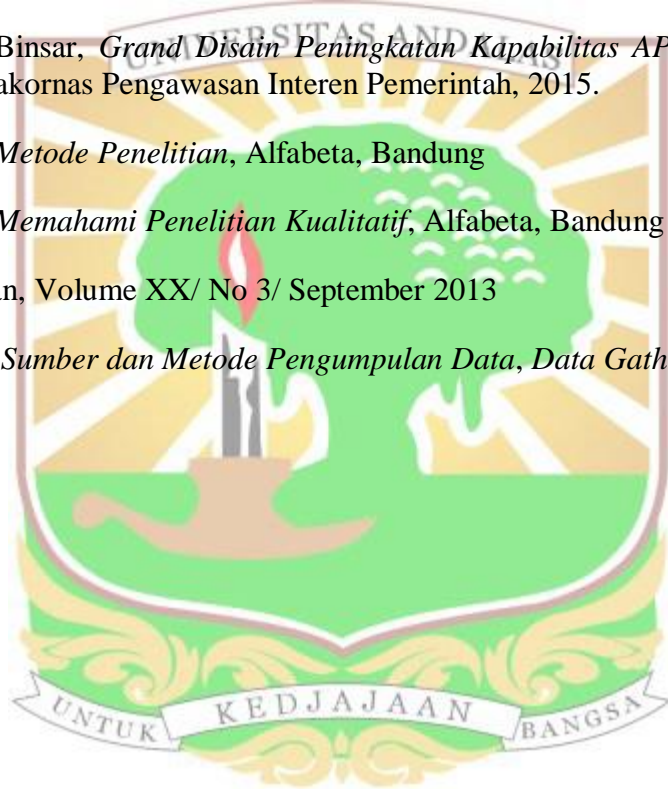 UNIVERSITAS ANDALAS
Binsar, Grand Disain Peningkatan Kapabilitas AP
akornas Pengawasan Interen Pemerintah, 2015.
Metode Penelitian, Alfabeta, Bandung
Memahami Penelitian Kualitatif, Alfabeta, Bandung
n, Volume XX/ No 3/ September 2013
Sumber dan Metode Pengumpulan Data, Data Gath
UNTUK KEDJAJAAN BANGSA